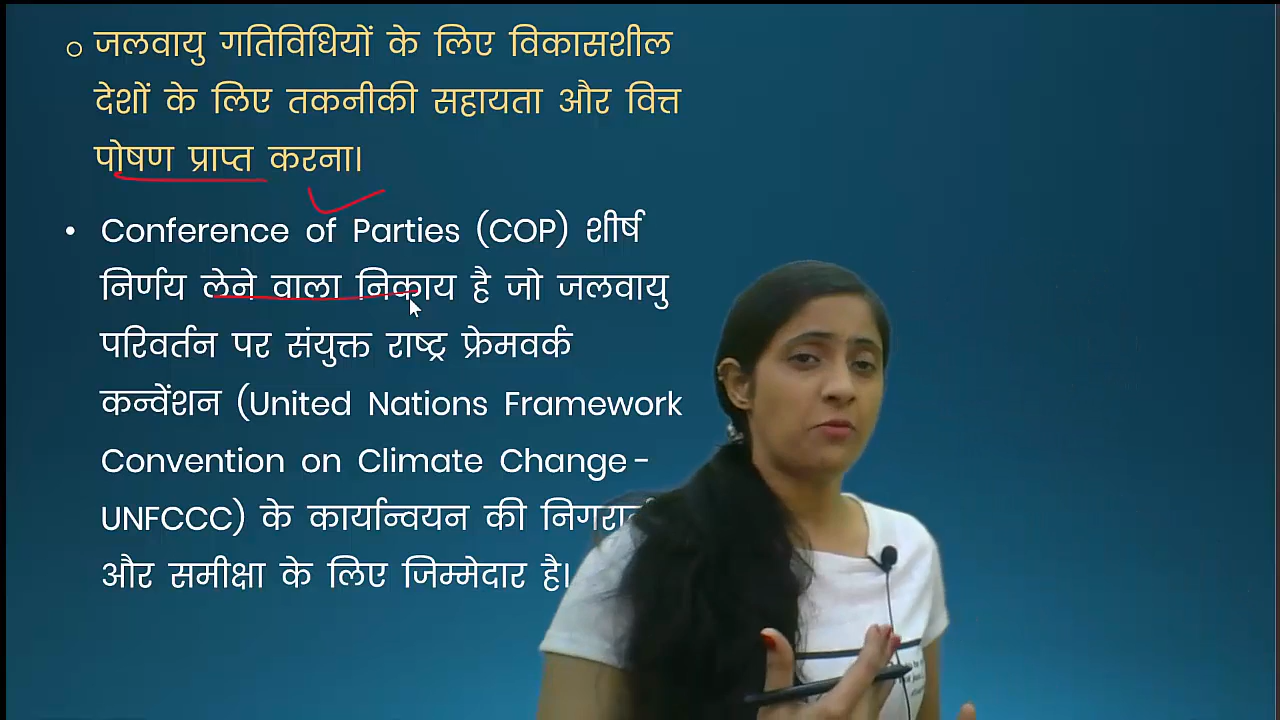 ○ जलवायु गतिविधियों के लिए विकासशील
देशों के लिए तकनीकी सहायता और वित्त
पोषण प्राप्त करना।
• Conference of Parties (COP) शीर्ष
निर्णय लेने वाला निकाय है जो जलवायु
परिवर्तन पर संयुक्त राष्ट्र फ्रेमवर्क
कन्वेंशन (United Nations Framework
Convention on Climate Change -
UNFCCC) के कार्यान्वयन की
और समीक्षा के लिए जिम्मेदार है।